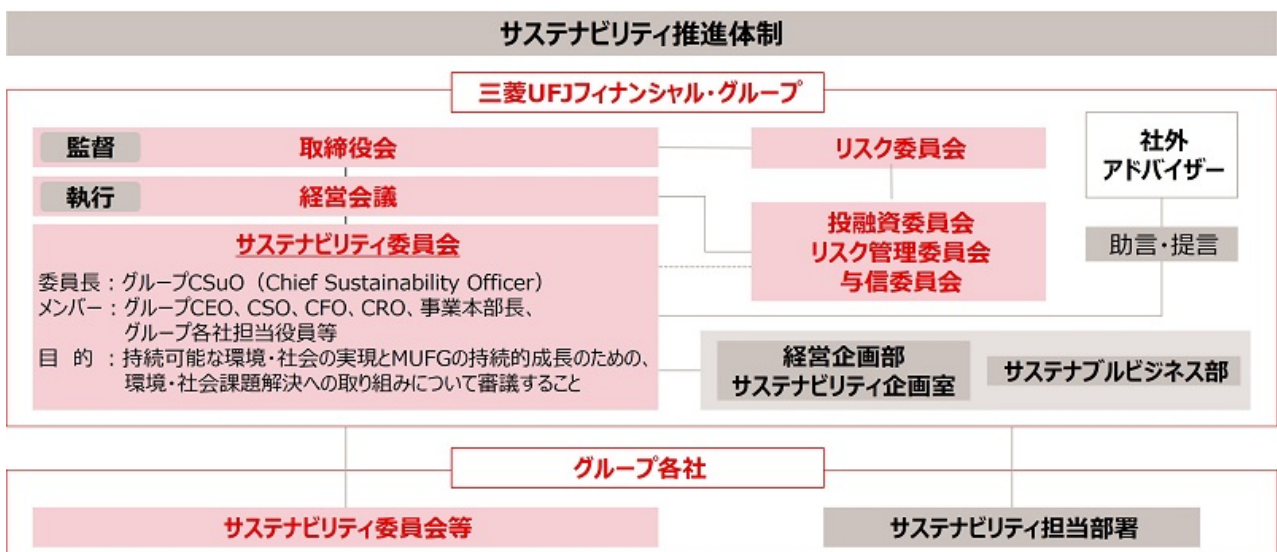 サステナビリティ推進体制
三菱UFJフィナンシャル・グループ
監督
取締役会
リスク委員会
社外
アドバイザー
執行
経営会議
投融資委員会
リスク管理委員会
与信委員会
助言・提言
サステナビリティ委員会
委員長：グループCSuO（Chief Sustainability Officer）
メンバー：グループCEO、CSO、CFO、CRO、事業本部長、
グループ各社担当役員等
目 的 ：持続可能な環境・社会の実現とMUFGの持続的成長のための、
環境・社会課題解決への取り組みについて審議すること
経営企画部
サステナビリティ企画室
サステナブルビジネス部
グループ各社
サステナビリティ委員会等
サステナビリティ担当部署